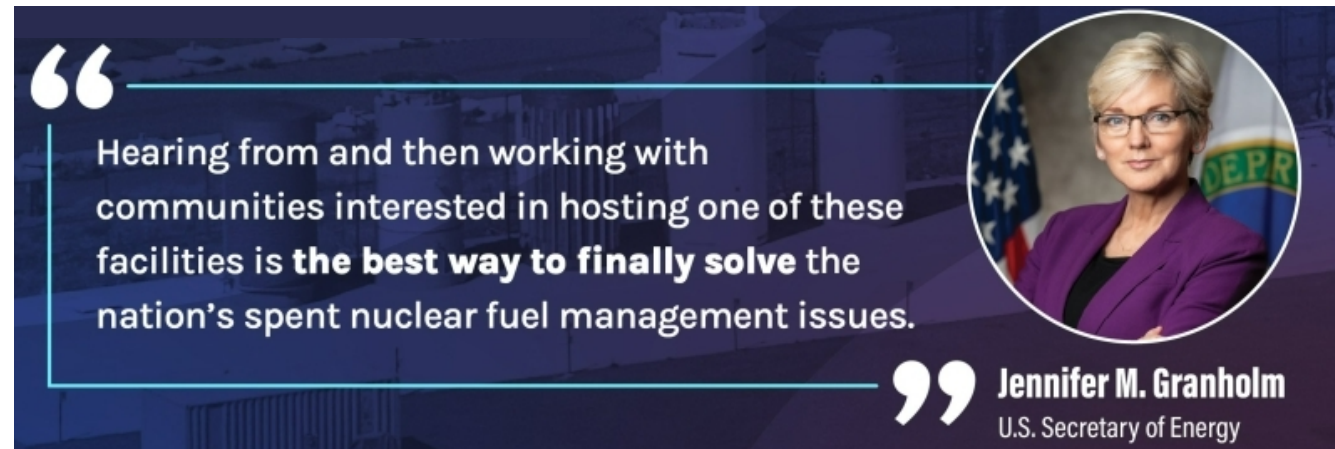 “
Hearing from and then working with
communities interested in hosting one of these
facilities is the best way to finally solve the
nation’s spent nuclear fuel management issues.
”
Jennifer M. Granholm
U.S. Secretary of Energy
DEPR